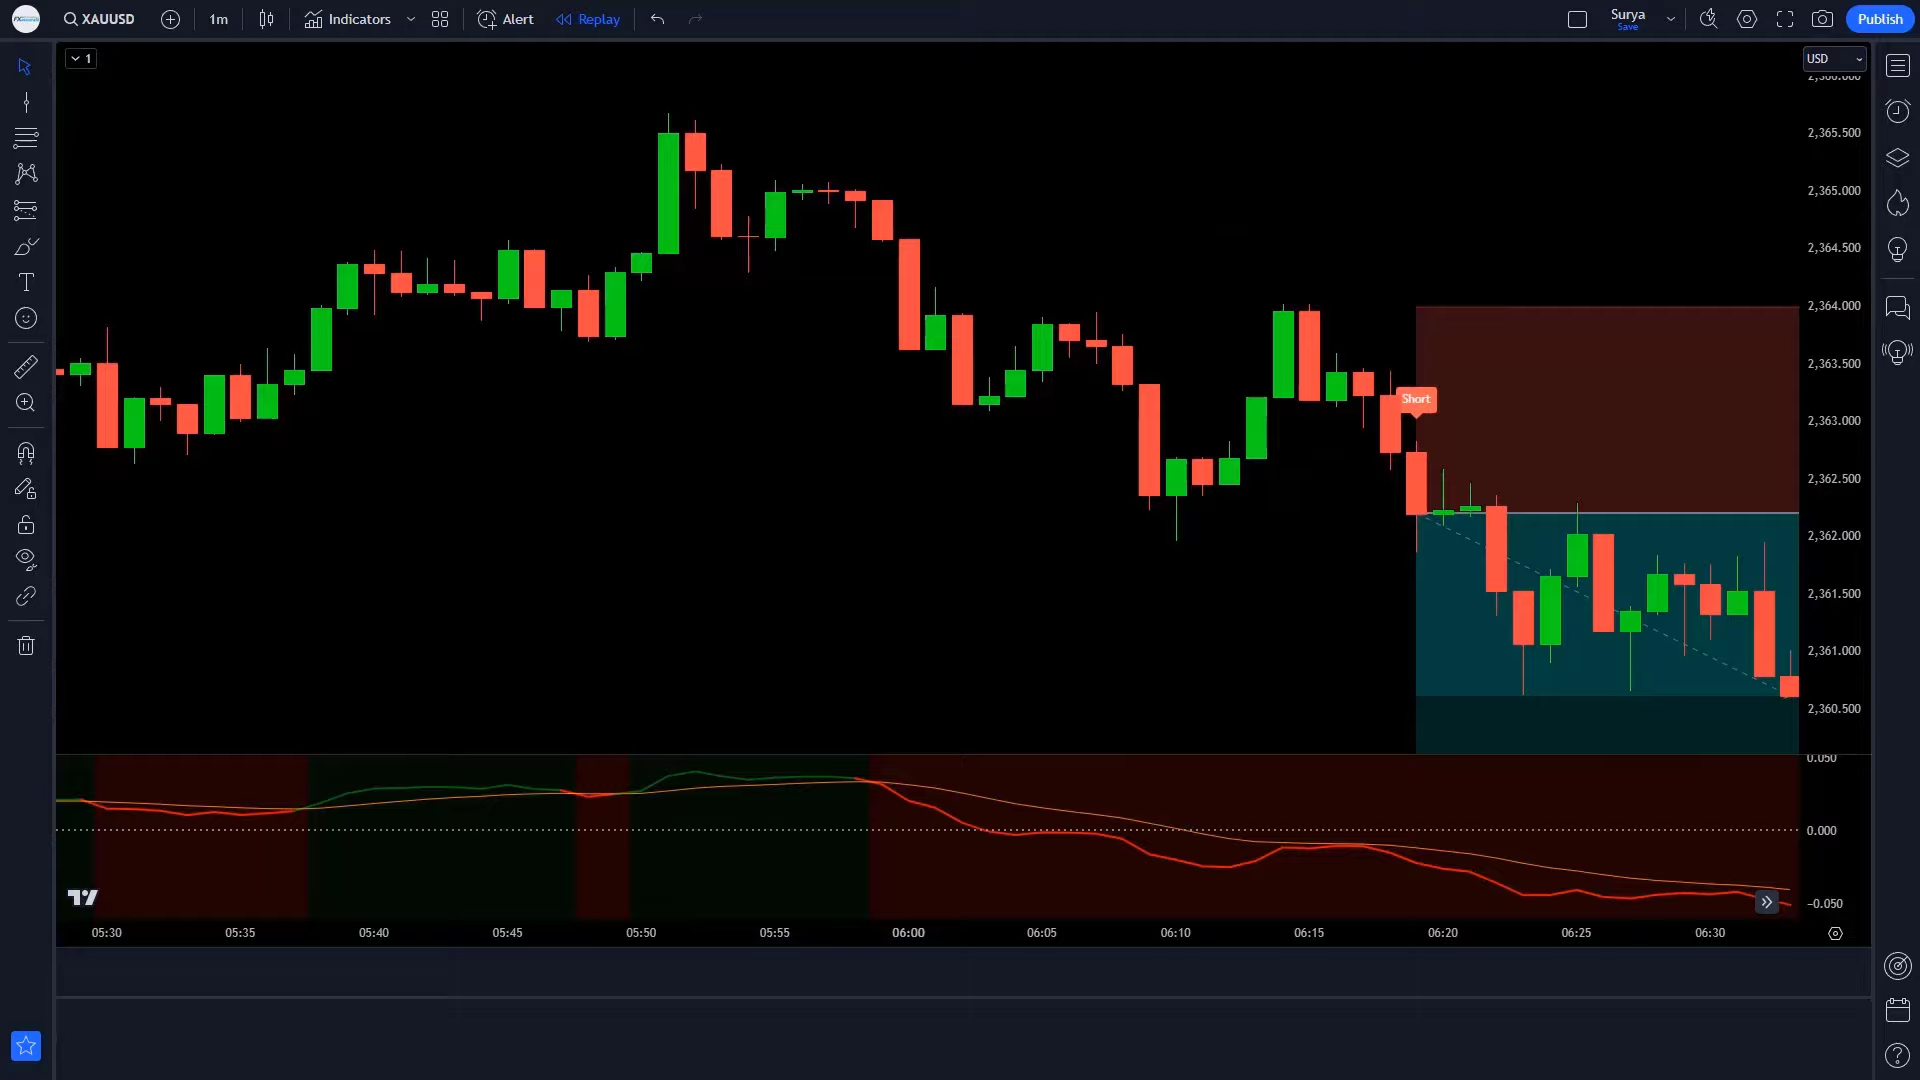 XAUUSD
1m
Indicators
Alert
Replay
Surya
Save
Publish
1
USD
2,365.500
2,365.000
2,364.500
2,364.000
2,363.500
2,363.000
2,362.500
2,362.000
2,361.500
2,361.000
2,360.500
Short
0.050
0.000
−0.050
05:30
05:35
05:40
05:45
05:50
05:55
06:00
06:05
06:10
06:15
06:20
06:25
06:30